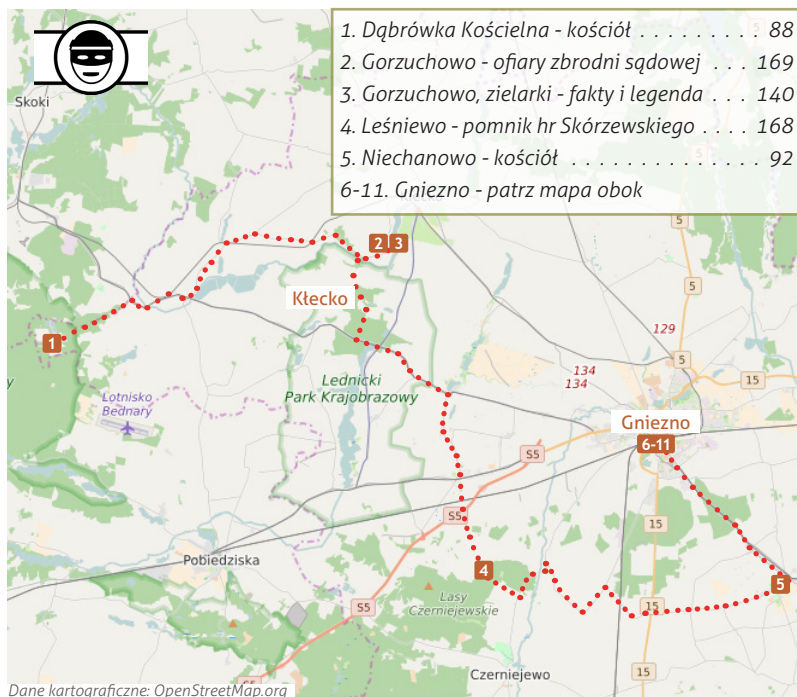 1. Dąbrówka Kościelna - kościół . . . . . . . . . . 88
2. Gorzuchowo - ofiary zbrodni sądowej . . 169
3. Gorzuchowo, zielarki - fakty i legenda . . . 140
4. Leśniewo - pomnik hr Skórzewskiego . . . . 168
5. Niechanowo - kościół . . . . . . . . . . . . . . . 92
6-11. Gniezno - patrz mapa obok
Skoki
5
5
2 3
Kłecko
129
1
5
134
134
15
Lednicki
Park Krajobrazowy
Lotnisko
Bednary
Gniezno
6-11
S5
S5
15
Pobiedziska
4
5
Lasy
Czerniejewskie
S5
15
Czerniejewo
Dane kartograficzne: OpenStreetMap.org